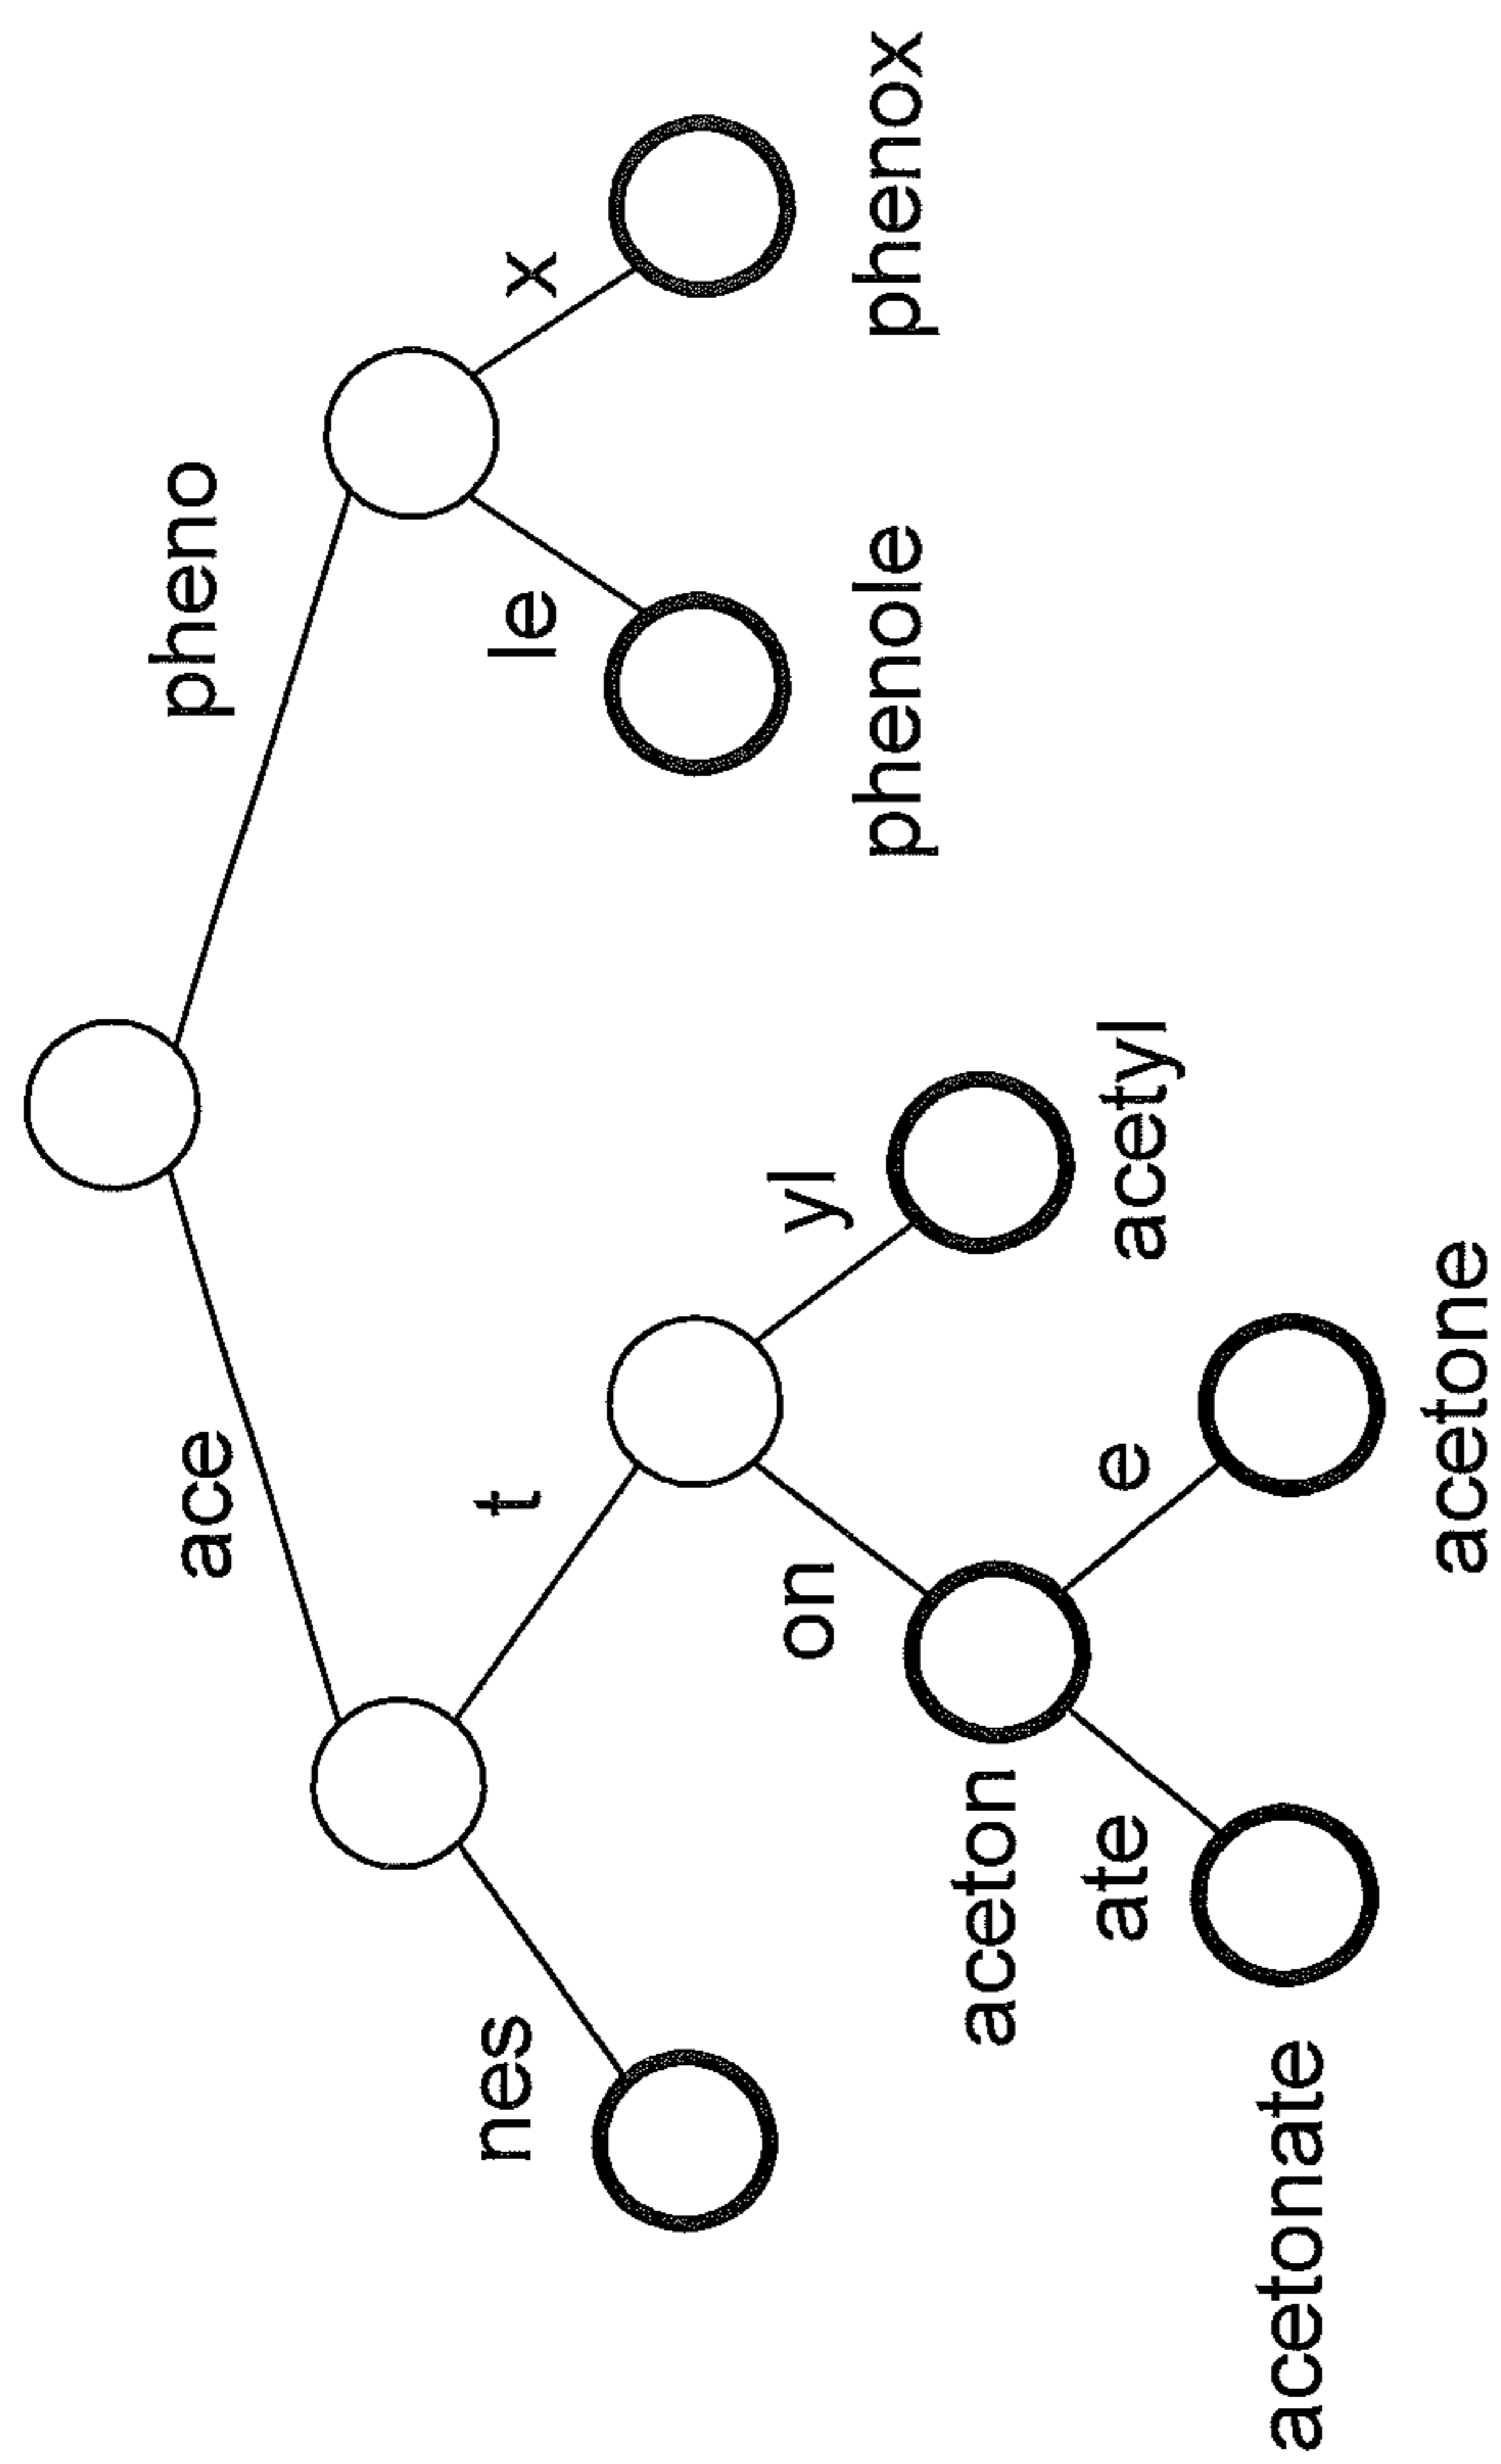 ace
pheno
nes
t
le
x
on
yl
phenole
phenox
aceton
ate
e
acetyl
acetonate
acetone